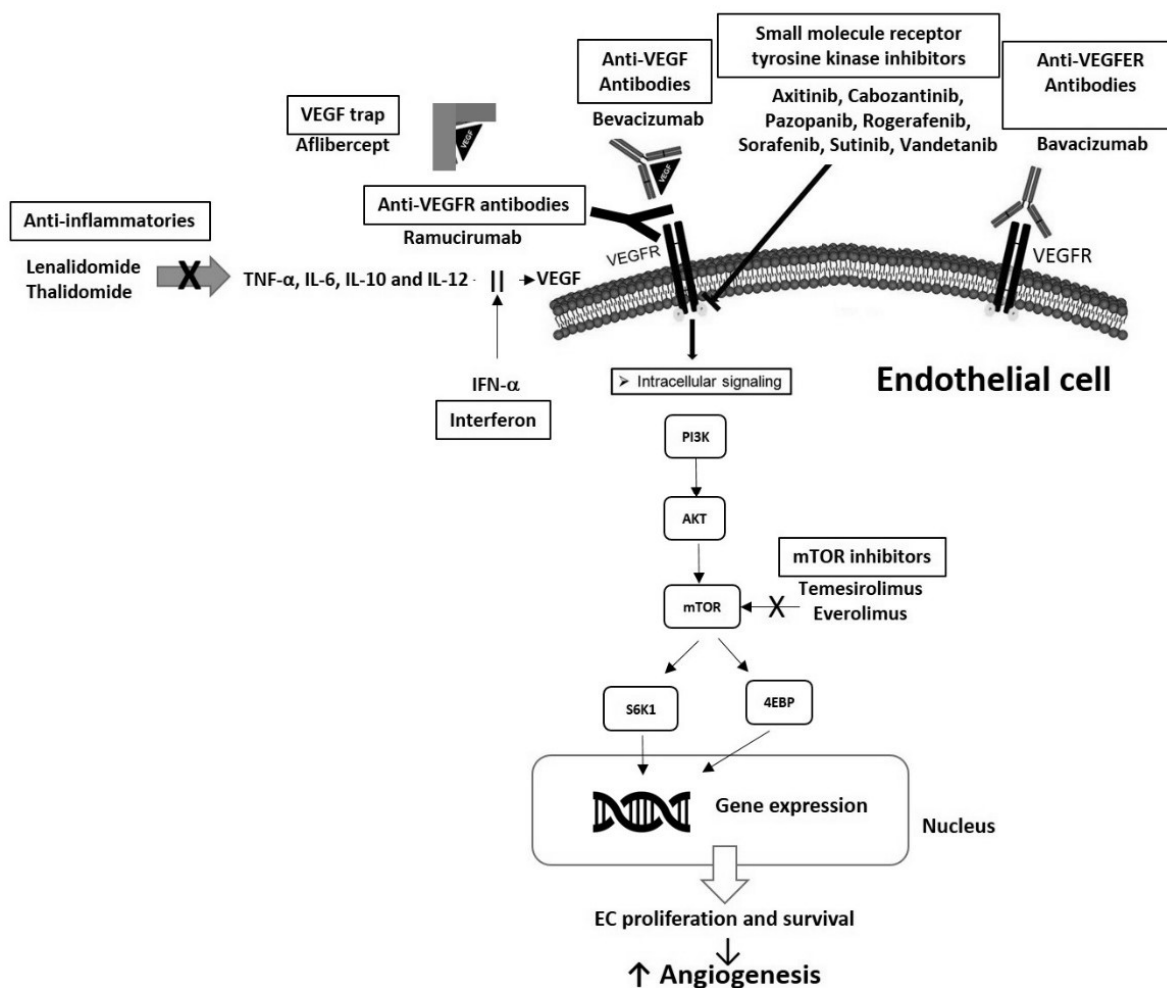 Small molecule receptor
tyrosine kinase inhibitors
Axitinib, Cabozantinib,
Pazopanib, Rogerafenib,
Sorafenib, Sutinib, Vandetanib
Anti-VEGF
Antibodies
Bevacizumab
VEGF
Anti-VEGFER
Antibodies
Bavacizumab
VEGF trap
Aflibercept
VEGF
Anti-VEGFR antibodies
Ramucirumab
VEGFR
VEGFR
Anti-inflammatories
Lenalidomide
Thalidomide
X
TNF-α, IL-6, IL-10 and IL-12
VEGF
IFN-α
Interferon
➢ Intracellular signaling
Endothelial cell
PI3K
AKT
mTOR inhibitors
Temesirolimus
Everolimus
X
mTOR
S6K1
4EBP
Gene expression
Nucleus
EC proliferation and survival
↑ Angiogenesis